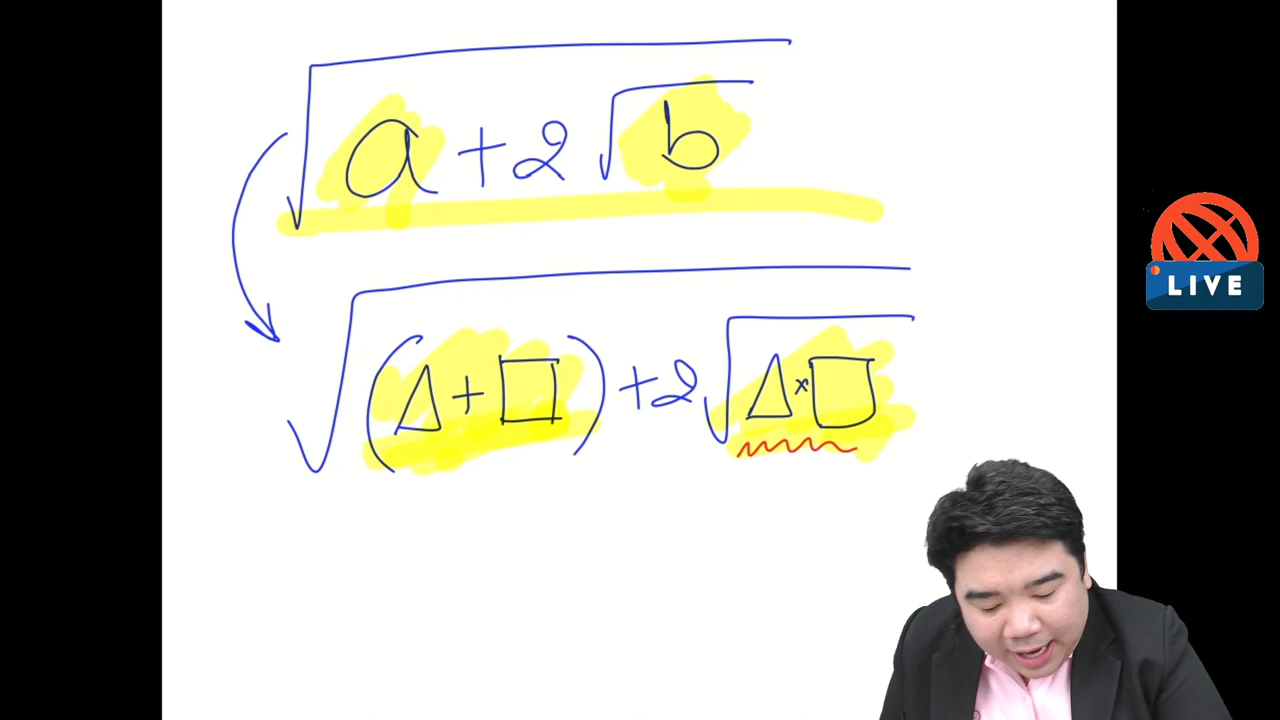 √(a + 2√b)
√((Δ + □) + 2√(Δ × □))
LIVE